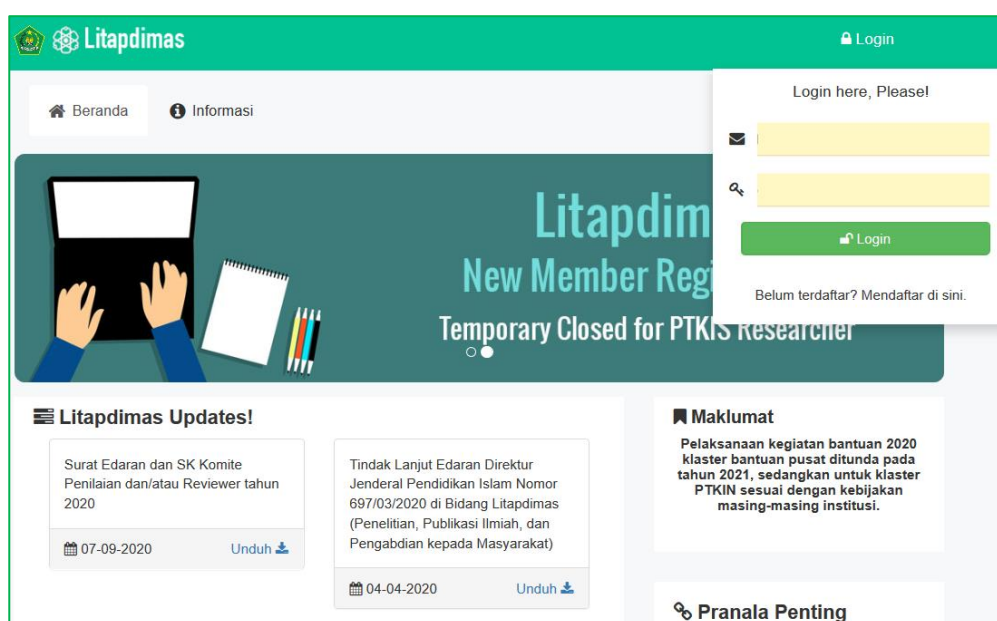 Litapdimas
Login
Beranda
Informasi
Login here, Please!
Login
Belum terdaftar? Mendaftar di sini.
New Member
Temporary Closed for PTKIS Researcher
Litapdimas Updates!
Surat Edaran dan SK Komite
Penilaian dan/atau Reviewer tahun
2020
07-09-2020
Unduh
Tindak Lanjut Edaran Direktur
Jenderal Pendidikan Islam Nomor
697/03/2020 di Bidang Litapdimas
(Penelitian, Publikasi Ilmiah, dan
Pengabdian kepada Masyarakat)
04-04-2020
Unduh
Maklumat
Pelaksanaan kegiatan bantuan 2020
klaster bantuan pusat ditunda pada
tahun 2021, sedangkan untuk klaster
PTKIN sesuai dengan kebijakan
masing-masing institusi.
Pranala Penting